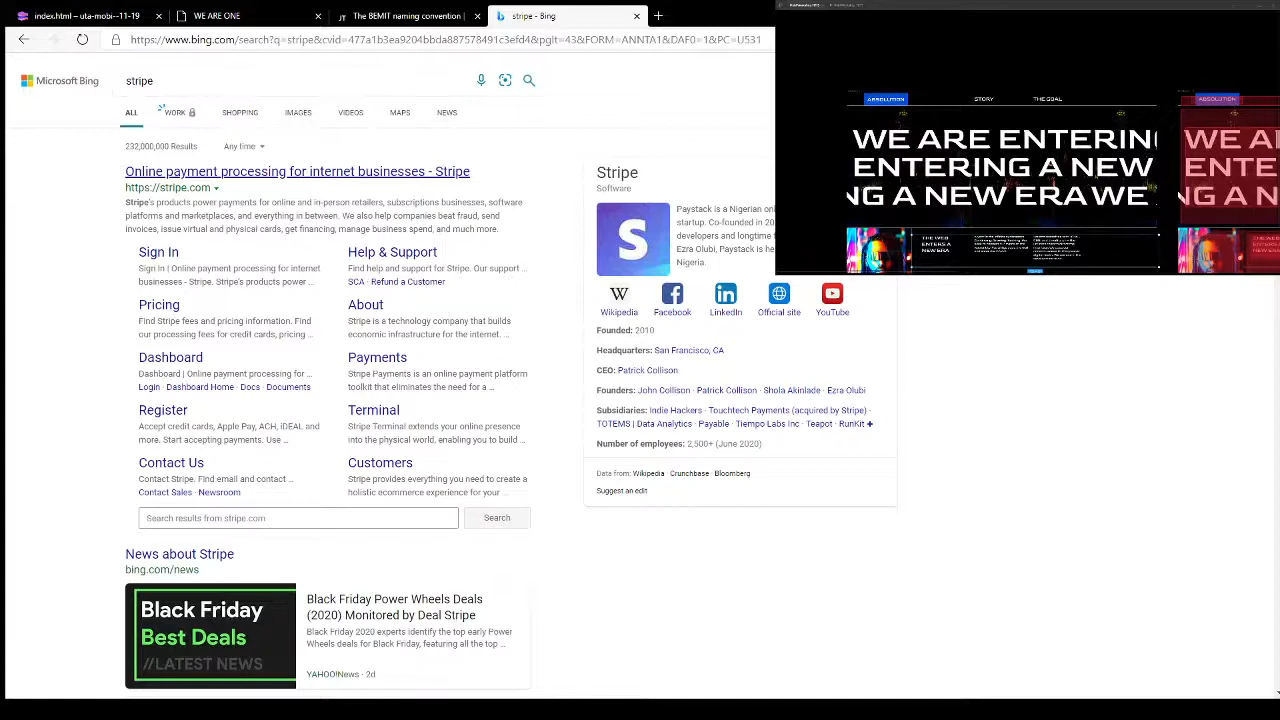 index.html – uta-mobi--11-19
WE ARE ONE
JT The BEMIT naming convention |
stripe - Bing
https://www.bing.com/search?q=stripe&cvid=477a1b3ea9204bbda887578491c3efd4&pglt=43&FORM=ANNTA1&DAF0=1&PC=U531
Microsoft Bing
stripe
ALL
WORK
SHOPPING
IMAGES
VIDEOS
MAPS
NEWS
232,000,000 Results
Any time
Online payment processing for internet businesses - Stripe
https://stripe.com
Stripe's products power payments for online and in-person retailers, subscriptions businesses, software
platforms and marketplaces, and everything in between. We also help companies beat fraud, send
invoices, issue virtual and physical cards, get financing, manage business spend, and much more.
Sign In
Sign In | Online payment processing for internet
businesses - Stripe. Stripe's products power ...
Help & Support
Find help and support for Stripe. Our support ...
SCA · Refund a Customer
Pricing
Find Stripe fees and pricing information. Find
our processing fees for credit cards, pricing ...
About
Stripe is a technology company that builds
economic infrastructure for the internet. ...
Dashboard
Dashboard | Online payment processing for ...
Login · Dashboard Home · Docs · Documents
Payments
Stripe Payments is an online payment platform
toolkit that eliminates the need for a ...
Register
Accept credit cards, Apple Pay, ACH, iDEAL and
more. Start accepting payments. Use ...
Terminal
Stripe Terminal extends your online presence
into the physical world, enabling you to build ...
Contact Us
Contact Stripe. Find email and contact ...
Contact Sales · Newsroom
Customers
Stripe provides everything you need to create a
holistic ecommerce experience for your ...
Search results from stripe.com
Search
News about Stripe
bing.com/news
Black Friday
Best Deals
//LATEST NEWS
Black Friday Power Wheels Deals
(2020) Monitored by Deal Stripe
Black Friday 2020 experts identify the top early Power
Wheels deals for Black Friday, featuring all the top ...
YAHOO!News · 2d
Stripe
Software
S
Paystack is a Nigerian onl
startup. Co-founded in 20
developers and longtime f
Ezra Olubi, Paystack is he
Nigeria.
W
Wikipedia
Facebook
LinkedIn
Official site
YouTube
Founded: 2010
Headquarters: San Francisco, CA
CEO: Patrick Collison
Founders: John Collison · Patrick Collison · Shola Akinlade · Ezra Olubi
Subsidiaries: Indie Hackers · Touchtech Payments (acquired by Stripe) ·
TOTEMS | Data Analytics · Payable · Tiempo Labs Inc · Teapot · RunKit
Number of employees: 2,500+ (June 2020)
Data from: Wikipedia · Crunchbase · Bloomberg
Suggest an edit
ABSOLUTION
STORY
THE GOAL
WE ARE ENTERING
ENTERING A NEW
NG A NEW ERA WE
THE WEB
ENTERS A
NEW ERA
ABSOLUTION
WE A
ENTE
NG A N